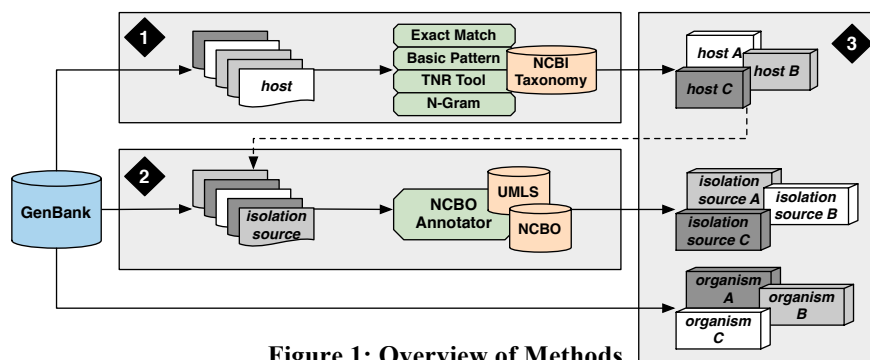 1
host
Exact Match
Basic Pattern
TNR Tool
N-Gram
NCBI
Taxonomy
3
host A
host B
host C
GenBank
2
isolation
source
NCBO
Annotator
UMLS
NCBO
isolation
source A
isolation
source B
isolation
source C
organism
A
organism
B
organism
C
Figure 1: Overview of Methods